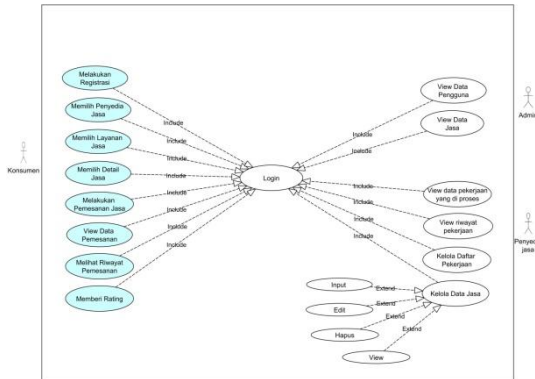 Melakukan
Registrasi
Include
Memilih Penyedia
Jasa
Include
Memilih Layanan
Jasa
Include
Memilih Detail
Jasa
Include
Melakukan
Pemesanan Jasa
Include
View Data
Pemesanan
Include
Melihat Riwayat
Pemesanan
Include
Memberi Rating
Include
Konsumen
Login
View Data
Pengguna
Include
View Data
Jasa
Include
Admin
View data pekerjaan
yang di proses
Include
View riwayat
pekerjaan
Include
Kelola Daftar
Pekerjaan
Include
Kelola Data Jasa
Include
jasa
Input
Extend
Edit
Extend
Hapus
Extend
View
Extend